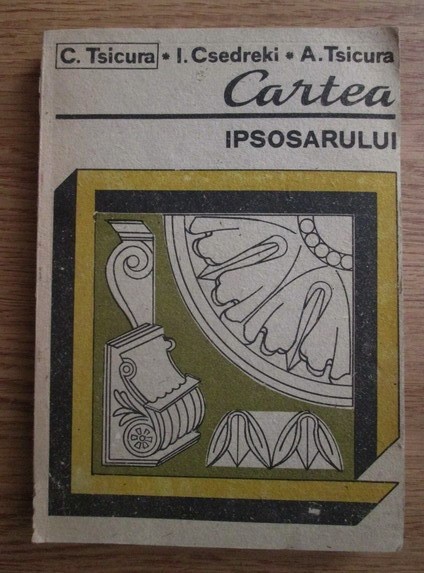 C. Tsicura • I. Csedreki • A. Tsicura
Cartea
IPSOSARULUI